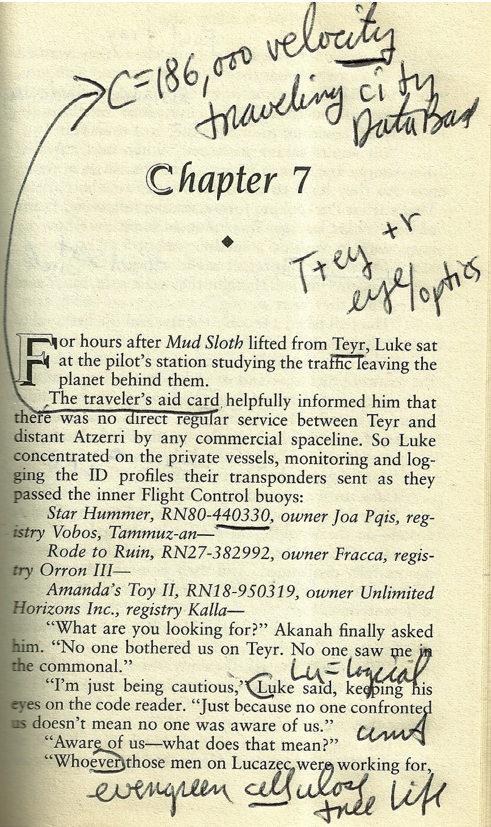 C=186,000 velocity
traveling city
DataBas
Chapter 7
T+ey+r
eye/optics
For hours after Mud Sloth lifted from Teyr, Luke sat
at the pilot's station studying the traffic leaving the
planet behind them.
The traveler's aid card helpfully informed him that
there was no direct regular service between Teyr and
distant Atzerri by any commercial spaceline. So Luke
concentrated on the private vessels, monitoring and log-
ging the ID profiles their transponders sent as they
passed the inner Flight Control buoys:
Star Hummer, RN80-440330, owner Joa Pqis, reg-
istry Vobos, Tammuz-an—
Rode to Ruin, RN27-382992, owner Fracca, regis-
try Orron III—
Amanda's Toy II, RN18-950319, owner Unlimited
Horizons Inc., registry Kalla—
"What are you looking for?" Akanah finally asked
him. "No one bothered us on Teyr. No one saw me in
the commonal."
Lu=Logical
"I'm just being cautious," Luke said, keeping his
eyes on the code reader. "Just because no one confronted
us doesn't mean no one was aware of us."
"Aware of us—what does that mean?"
"Whoever those men on Lucazec were working for,
evengreen cellulose
tree life